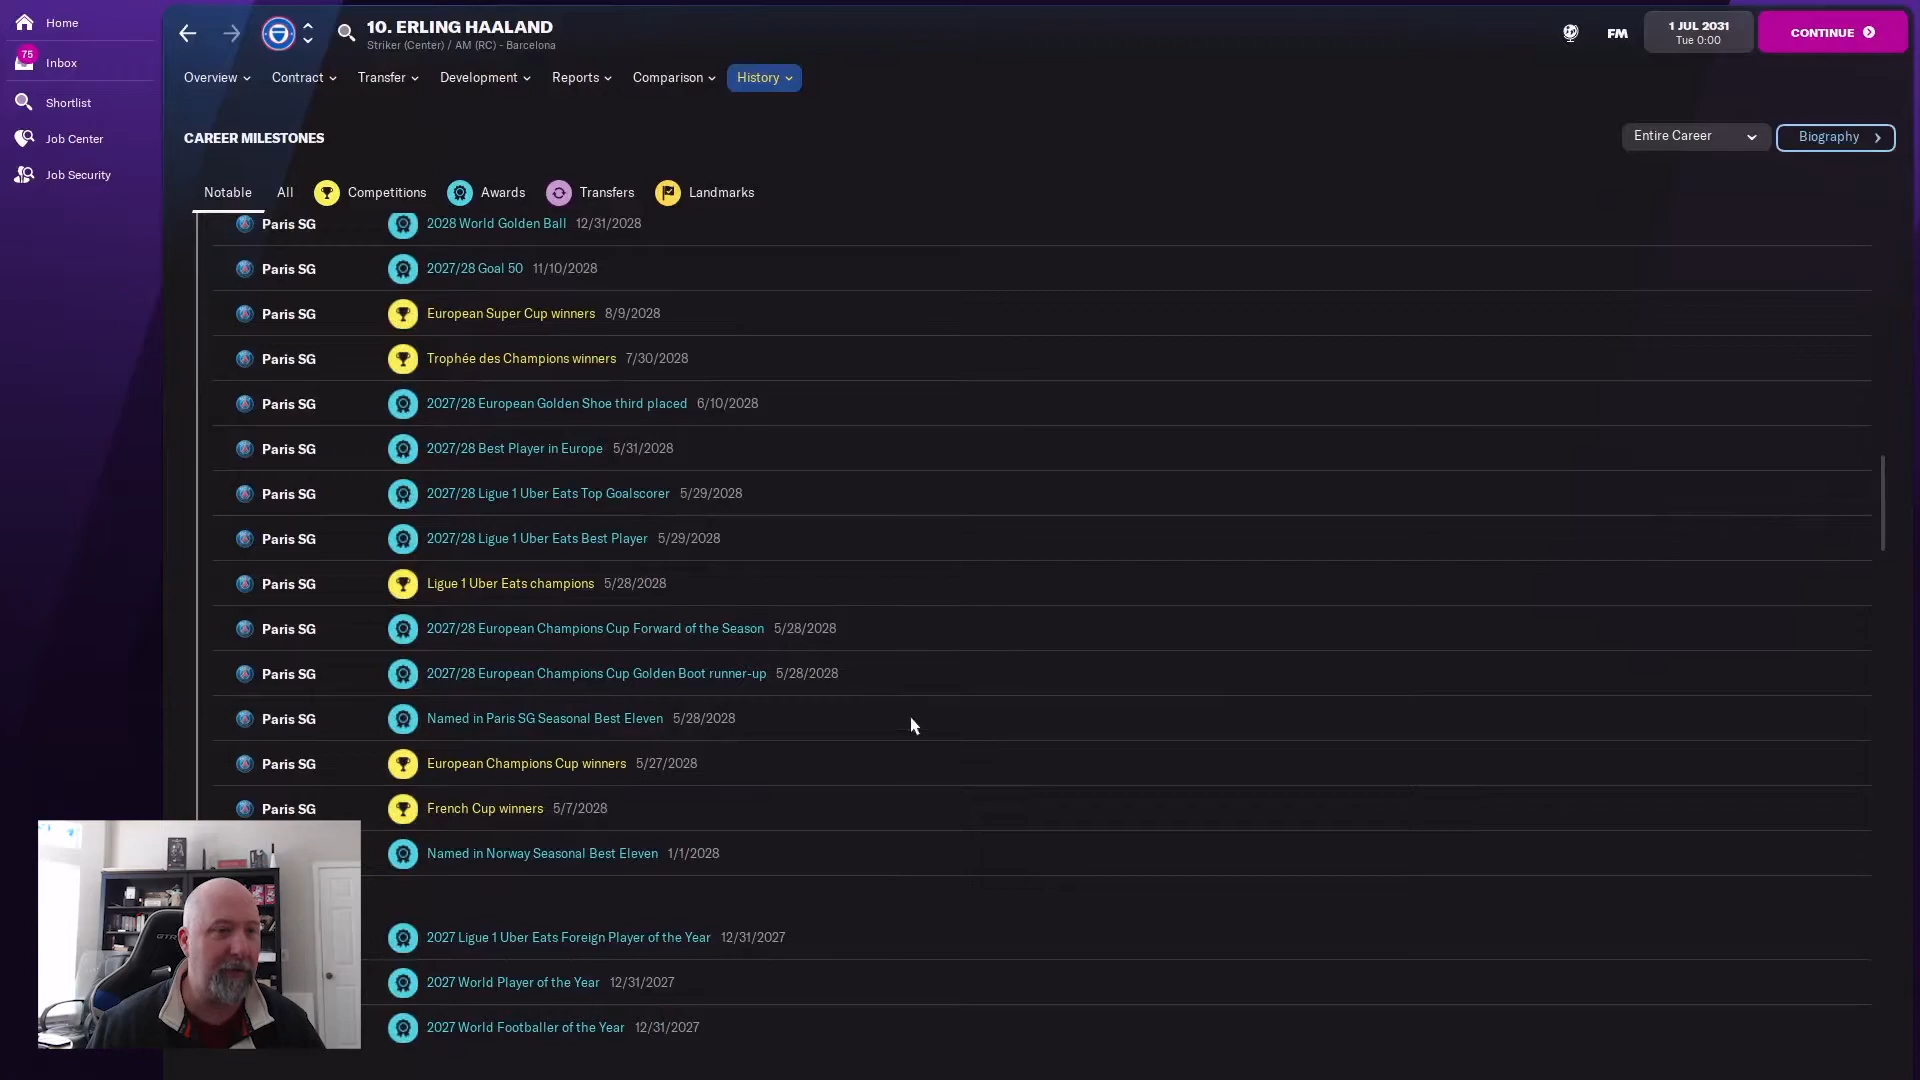 Home
75
Inbox
Shortlist
Job Center
Job Security
10. ERLING HAALAND
Striker (Center) / AM (RC) - Barcelona
FM
1 JUL 2031
Tue 0:00
CONTINUE
Overview
Contract
Transfer
Development
Reports
Comparison
History
CAREER MILESTONES
Entire Career
Biography
Notable
All
Competitions
Awards
Transfers
Landmarks
Paris SG 2028 World Golden Ball 12/31/2028
Paris SG 2027/28 Goal 50 11/10/2028
Paris SG European Super Cup winners 8/9/2028
Paris SG Trophée des Champions winners 7/30/2028
Paris SG 2027/28 European Golden Shoe third placed 6/10/2028
Paris SG 2027/28 Best Player in Europe 5/31/2028
Paris SG 2027/28 Ligue 1 Uber Eats Top Goalscorer 5/29/2028
Paris SG 2027/28 Ligue 1 Uber Eats Best Player 5/29/2028
Paris SG Ligue 1 Uber Eats champions 5/28/2028
Paris SG 2027/28 European Champions Cup Forward of the Season 5/28/2028
Paris SG 2027/28 European Champions Cup Golden Boot runner-up 5/28/2028
Paris SG Named in Paris SG Seasonal Best Eleven 5/28/2028
Paris SG European Champions Cup winners 5/27/2028
Paris SG French Cup winners 5/7/2028
Named in Norway Seasonal Best Eleven 1/1/2028
2027 Ligue 1 Uber Eats Foreign Player of the Year 12/31/2027
2027 World Player of the Year 12/31/2027
2027 World Footballer of the Year 12/31/2027
GTR